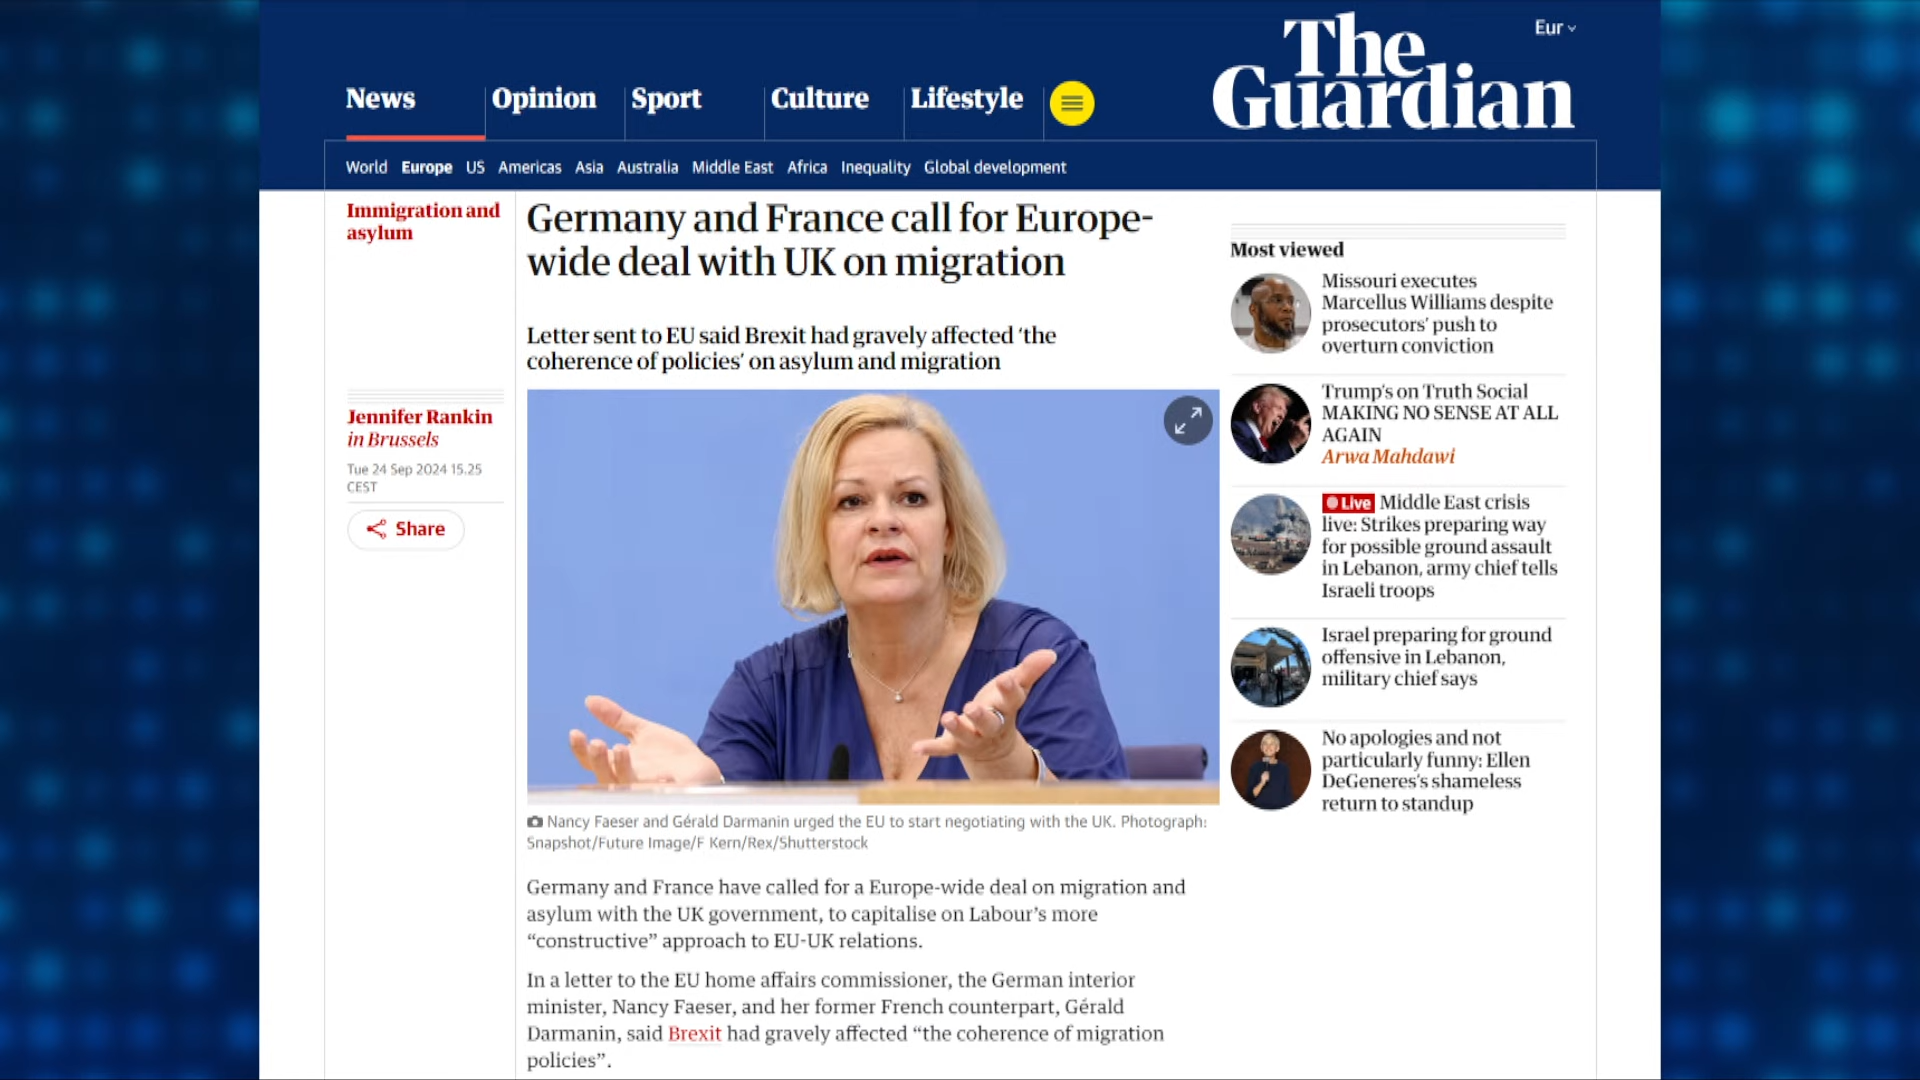 The
Guardian
Eur
News
Opinion
Sport
Culture
Lifestyle
World Europe US Americas Asia Australia Middle East Africa Inequality Global development
Immigration and
asylum
Germany and France call for Europe-
wide deal with UK on migration
Letter sent to EU said Brexit had gravely affected ‘the
coherence of policies’ on asylum and migration
Jennifer Rankin
in Brussels
Tue 24 Sep 2024 15.25
CEST
Share
Nancy Faeser and Gérald Darmanin urged the EU to start negotiating with the UK. Photograph:
Snapshot/Future Image/F Kern/Rex/Shutterstock
Germany and France have called for a Europe-wide deal on migration and
asylum with the UK government, to capitalise on Labour’s more
“constructive” approach to EU-UK relations.
In a letter to the EU home affairs commissioner, the German interior
minister, Nancy Faeser, and her former French counterpart, Gérald
Darmanin, said Brexit had gravely affected “the coherence of migration
policies”.
Most viewed
Missouri executes
Marcellus Williams despite
prosecutors’ push to
overturn conviction
Trump’s on Truth Social
MAKING NO SENSE AT ALL
AGAIN
Arwa Mahdawi
Live Middle East crisis
live: Strikes preparing way
for possible ground assault
in Lebanon, army chief tells
Israeli troops
Israel preparing for ground
offensive in Lebanon,
military chief says
No apologies and not
particularly funny: Ellen
DeGeneres’s shameless
return to standup